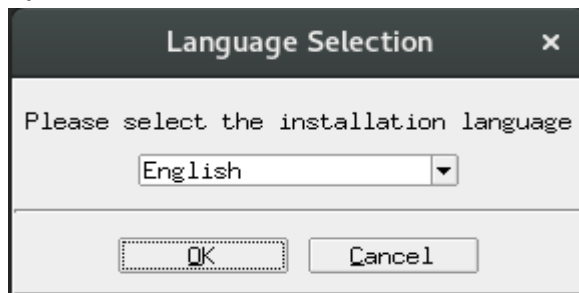 Language Selection
Please select the installation language
English
OK
Cancel